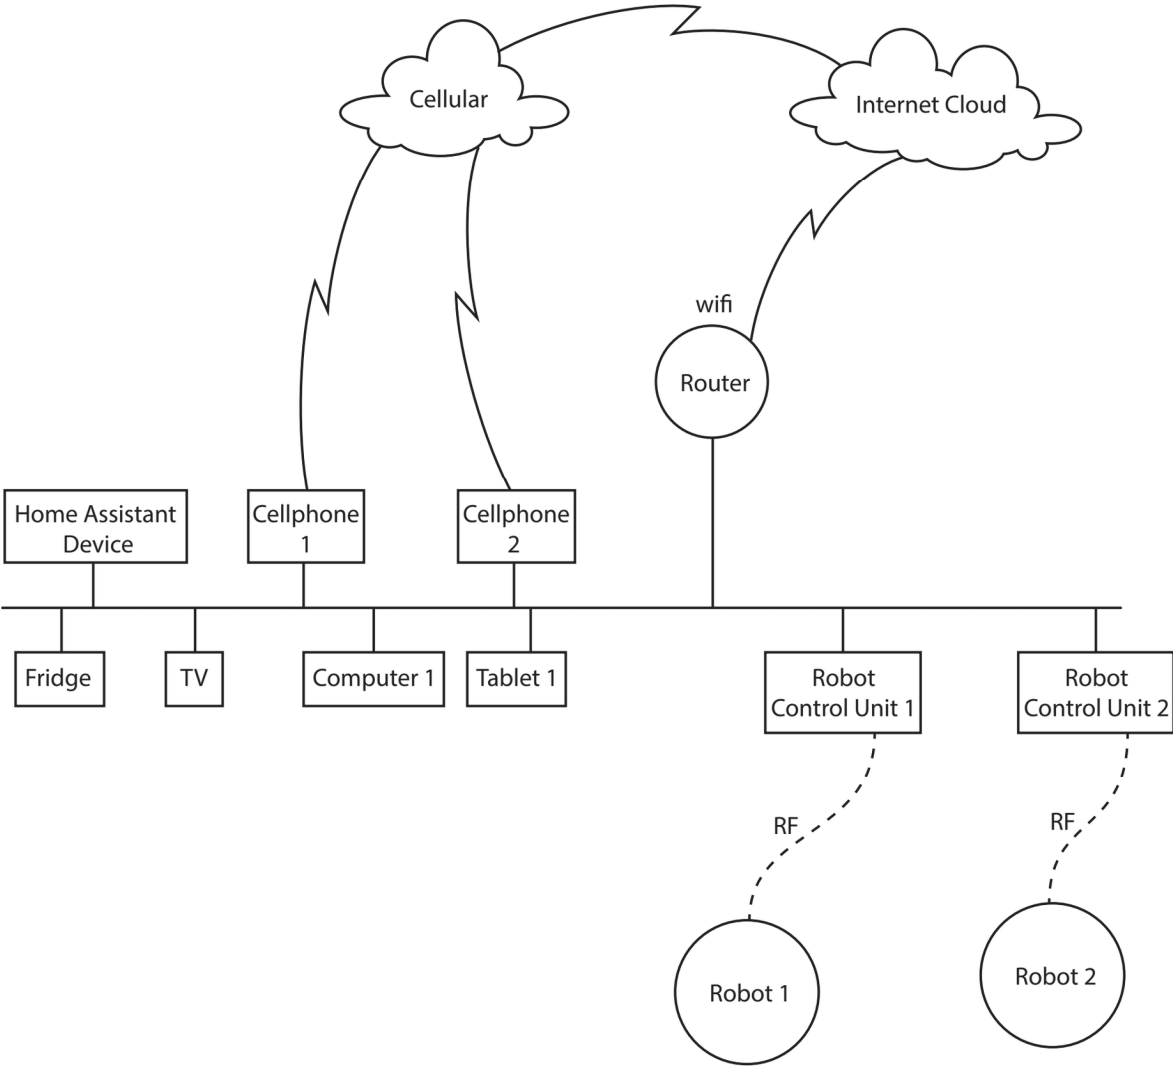 Cellular
Internet Cloud
wifi
Router
Home Assistant
Device
Cellphone
1
Cellphone
2
Fridge
TV
Computer 1
Tablet 1
Robot
Control Unit 1
Robot
Control Unit 2
RF
RF
Robot 1
Robot 2